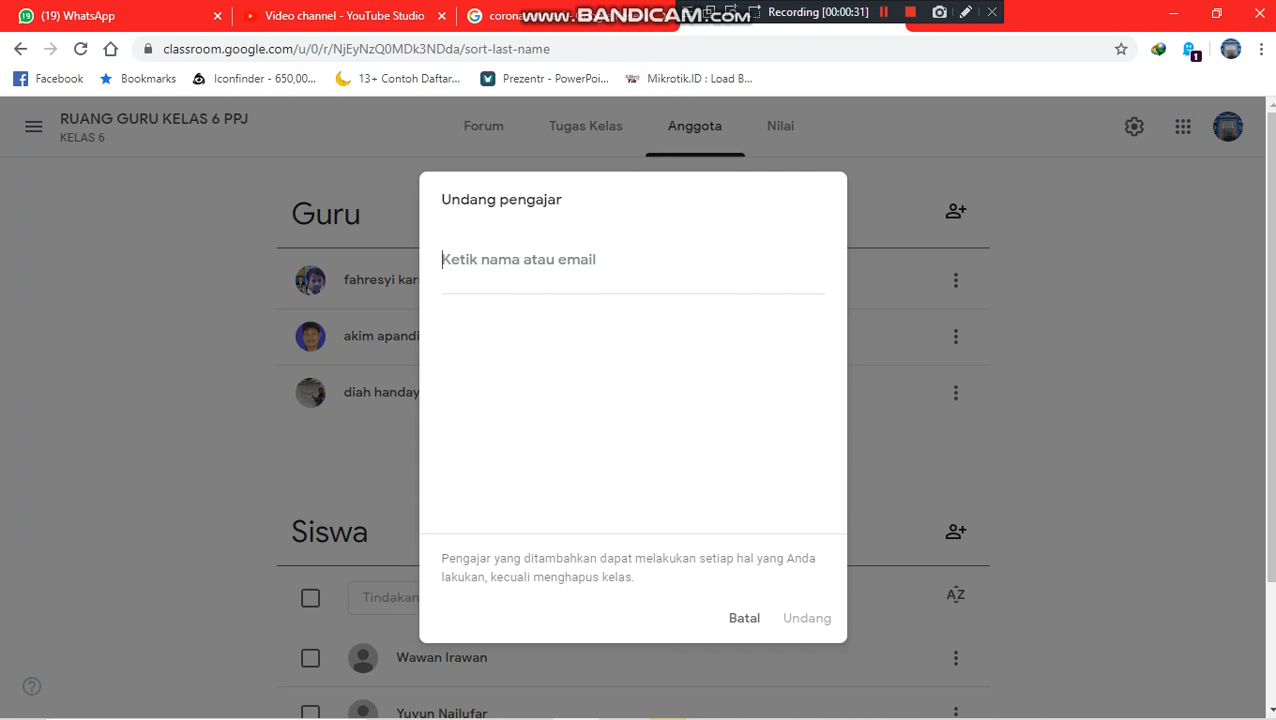 (19) WhatsApp
Video channel - YouTube Studio
corona
www.BANDICAM.com
Recording [00:00:31]
classroom.google.com/u/0/r/NjEyNzQ0MDk3NDda/sort-last-name
1
Facebook
Bookmarks
Iconfinder - 650,00...
13+ Contoh Daftar...
Prezentr - PowerPoi...
Mikrotik.ID : Load B...
RUANG GURU KELAS 6 PPJ
KELAS 6
Forum
Tugas Kelas
Anggota
Nilai
Undang pengajar
Guru
Ketik nama atau email
fahresyi kar
akim apandi
diah handay
Siswa
Pengajar yang ditambahkan dapat melakukan setiap hal yang Anda
lakukan, kecuali menghapus kelas.
Tindakan
AZ
Batal
Undang
Wawan Irawan
Yuyun Nailufar